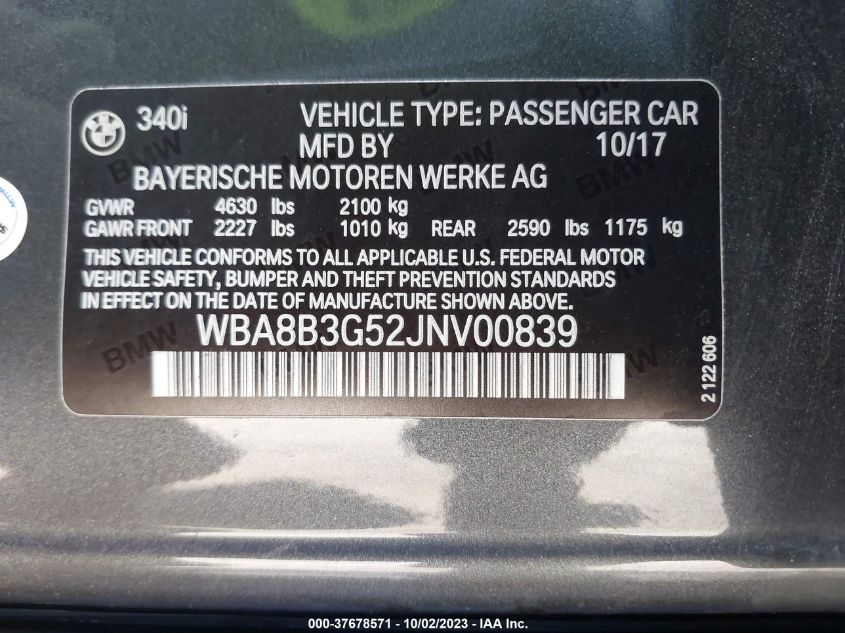 340i VEHICLE TYPE: PASSENGER CAR
MFD BY 10/17
BAYERISCHE MOTOREN WERKE AG
GVWR 4630 lbs 2100 kg
GAWR FRONT 2227 lbs 1010 kg REAR 2590 lbs 1175 kg
THIS VEHICLE CONFORMS TO ALL APPLICABLE U.S. FEDERAL MOTOR
VEHICLE SAFETY, BUMPER AND THEFT PREVENTION STANDARDS
IN EFFECT ON THE DATE OF MANUFACTURE SHOWN ABOVE.
WBA8B3G52JNV00839
2 122 606
000-37678571 - 10/02/2023 - IAA Inc.